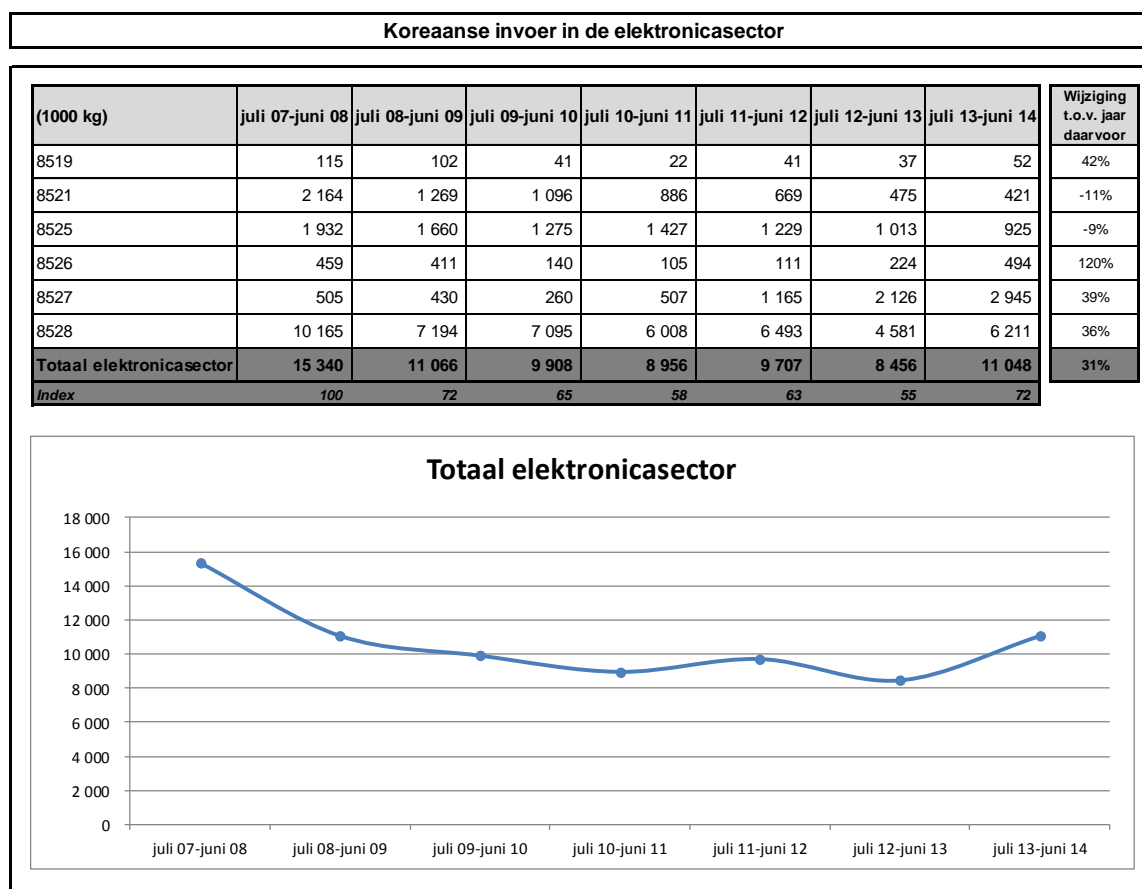 Koreaanse invoer in de elektronicasector
(1000 kg) juli 07-juni 08 juli 08-juni 09 juli 09-juni 10 juli 10-juni 11 juli 11-juni 12 juli 12-juni 13 juli 13-juni 14 Wijziging t.o.v. jaar daarvoor
8519 115 102 41 22 41 37 52 42%
8521 2 164 1 269 1 096 886 669 475 421 -11%
8525 1 932 1 660 1 275 1 427 1 229 1 013 925 -9%
8526 459 411 140 105 111 224 494 120%
8527 505 430 260 507 1 165 2 126 2 945 39%
8528 10 165 7 194 7 095 6 008 6 493 4 581 6 211 36%
Totaal elektronicasector 15 340 11 066 9 908 8 956 9 707 8 456 11 048 31%
Index 100 72 65 58 63 55 72
Totaal elektronicasector
18 000
16 000
14 000
12 000
10 000
8 000
6 000
4 000
2 000
0
juli 07-juni 08 juli 08-juni 09 juli 09-juni 10 juli 10-juni 11 juli 11-juni 12 juli 12-juni 13 juli 13-juni 14